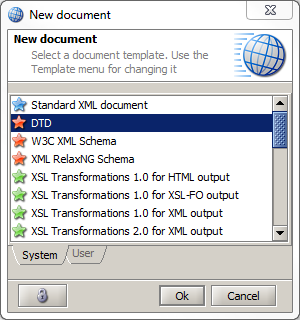 New document
New document
Select a document template. Use the
Template menu for changing it
Standard XML document
DTD
W3C XML Schema
XML RelaxNG Schema
XSL Transformations 1.0 for HTML output
XSL Transformations 1.0 for XSL-FO output
XSL Transformations 1.0 for XML output
XSL Transformations 2.0 for XML output
System User
Ok Cancel